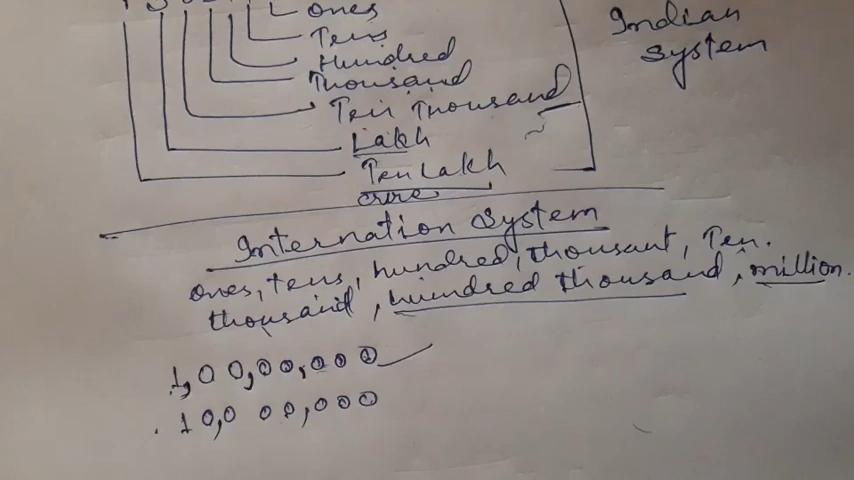 ones
Tens
Hundred
Thousand
Ten Thousand
Lakh
Ten Lakh
crore
Indian
System
Internation System
ones, tens, hundred, thousant, Ten.
thousand, hundred thousand, million.
1,00,00,000
10,000,000